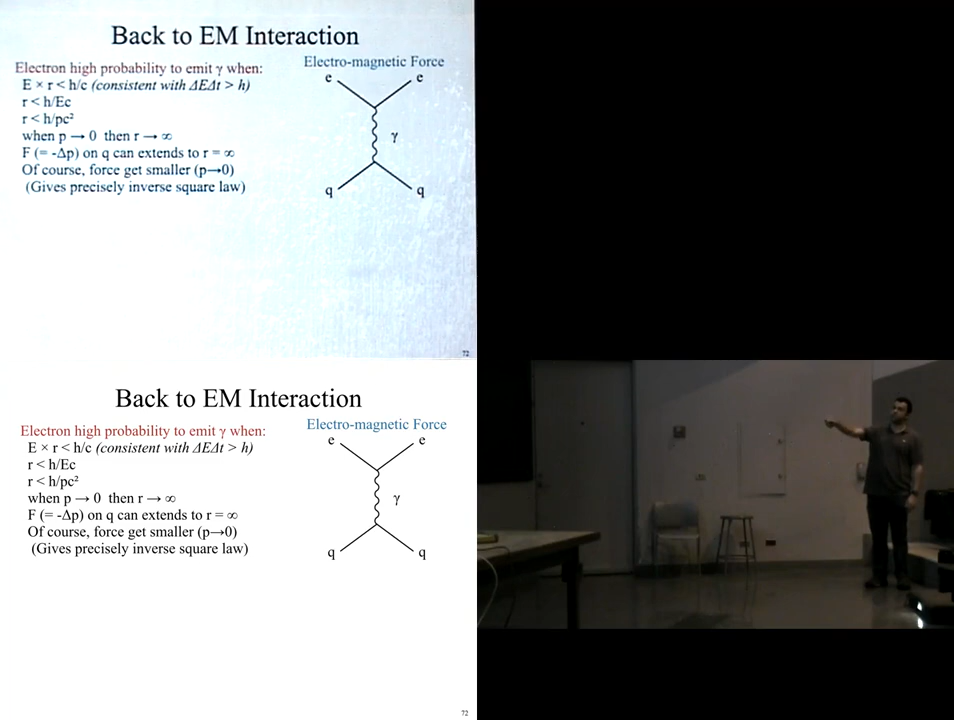 Back to EM Interaction
Electron high probability to emit γ when:
E × r < h/c (consistent with ΔEΔt > h)
r < h/Ec
r < h/pc²
when p → 0 then r → ∞
F (= -Δp) on q can extends to r = ∞
Of course, force get smaller (p→0)
(Gives precisely inverse square law)
Electro-magnetic Force
e e
γ
q q
72
Back to EM Interaction
Electron high probability to emit γ when:
E × r < h/c (consistent with ΔEΔt > h)
r < h/Ec
r < h/pc²
when p → 0 then r → ∞
F (= -Δp) on q can extends to r = ∞
Of course, force get smaller (p→0)
(Gives precisely inverse square law)
Electro-magnetic Force
e e
γ
q q
72